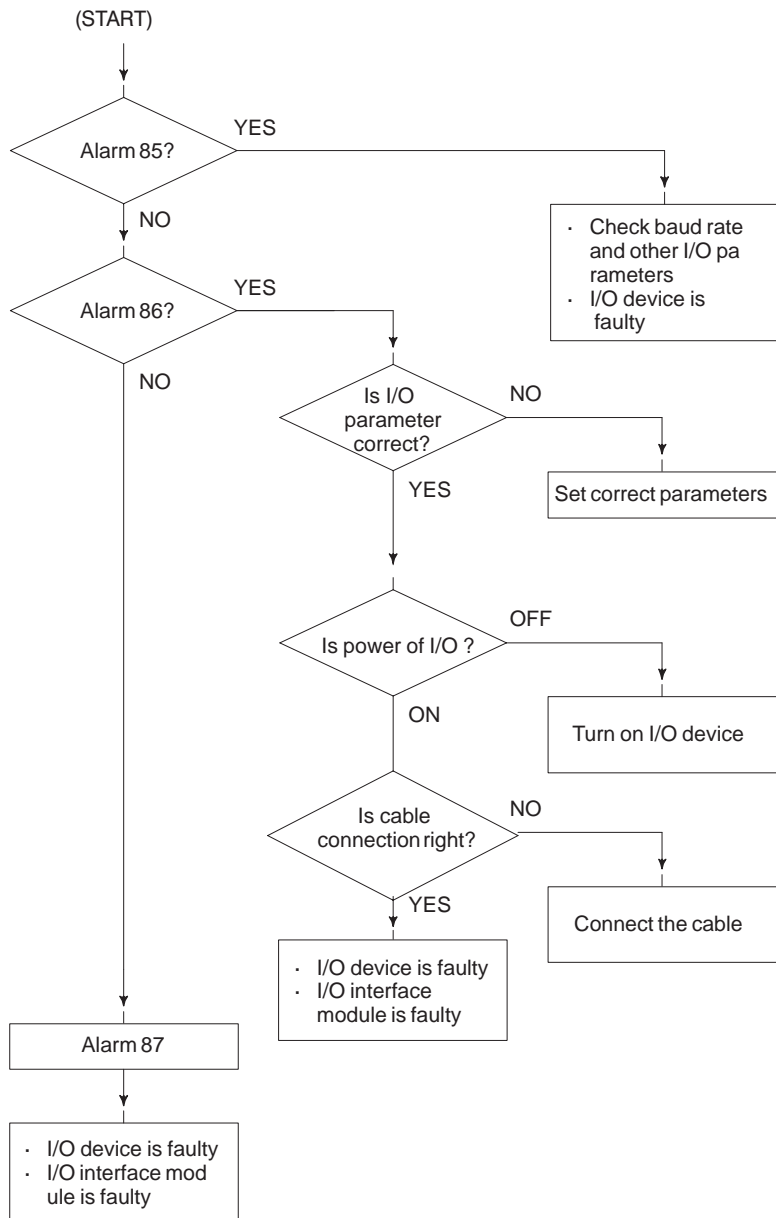 (START)
Alarm 85?
YES
NO
· Check baud rate
and other I/O pa
rameters
· I/O device is
faulty
Alarm 86?
YES
NO
Is I/O
parameter
correct?
NO
YES
Set correct parameters
Is power of I/O ?
OFF
ON
Turn on I/O device
Is cable
connection right?
NO
YES
Connect the cable
· I/O device is faulty
· I/O interface
module is faulty
Alarm 87
· I/O device is faulty
· I/O interface mod
ule is faulty